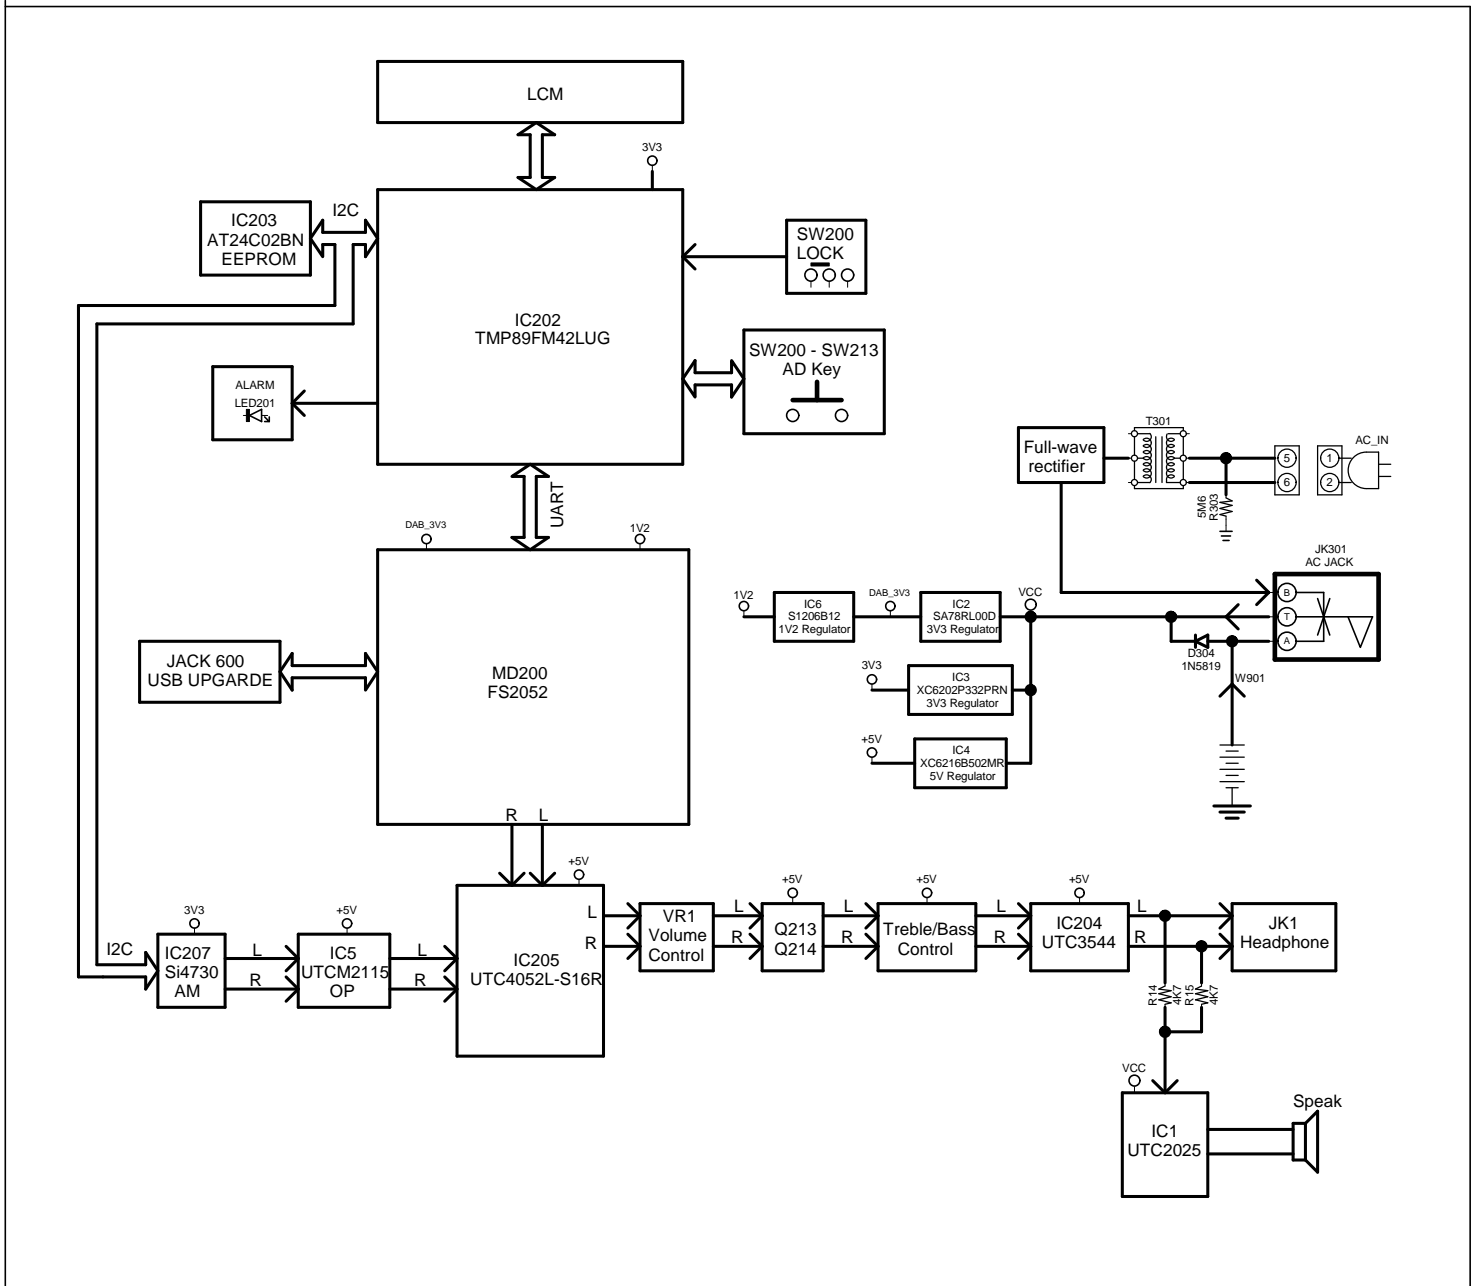 LCM
3V3
IC203
AT24C02BN
EEPROM
I2C
SW200
LOCK
IC202
TMP89FM42LUG
SW200 - SW213
AD Key
ALARM
LED201
UART
DAB_3V3
1V2
Full-wave
rectifier
T301
5
6
1
2
AC_IN
5M6
R303
JK301
AC JACK
B
T
A
1V2
IC6
S1206B12
1V2 Regulator
DAB_3V3
IC2
SA78RL00D
3V3 Regulator
VCC
D304
1N5819
W901
3V3
IC3
XC6202P332PRN
3V3 Regulator
+5V
IC4
XC6216B502MR
5V Regulator
JACK 600
USB UPGARDE
MD200
FS2052
R L
+5V
I2C
3V3
IC207
Si4730
AM
L
R
+5V
IC5
UTCM2115
OP
L
R
IC205
UTC4052L-S16R
L
R
VR1
Volume
Control
L
R
+5V
Q213
Q214
L
R
+5V
Treble/Bass
Control
L
R
+5V
IC204
UTC3544
L
R
JK1
Headphone
R14
4K7
R15
4K7
VCC
IC1
UTC2025
Speak